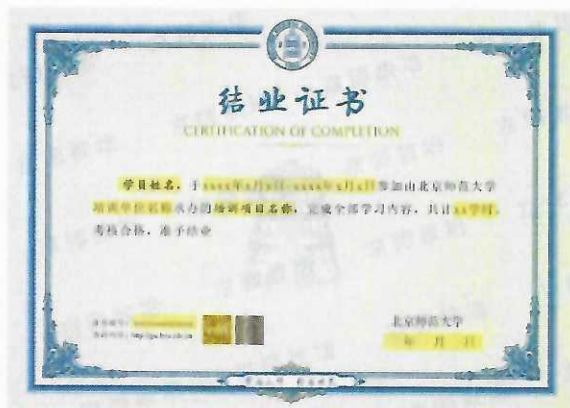 结业证书
CERTIFICATION OF COMPLETION
学员姓名,于xxxx年x月x日-xxxx年x月x日参加由北京师范大学
培训单位名称承办的培训项目名称,完成全部学习内容,共计xx学时,
考核合格,准予结业
北京师范大学
年 月 日